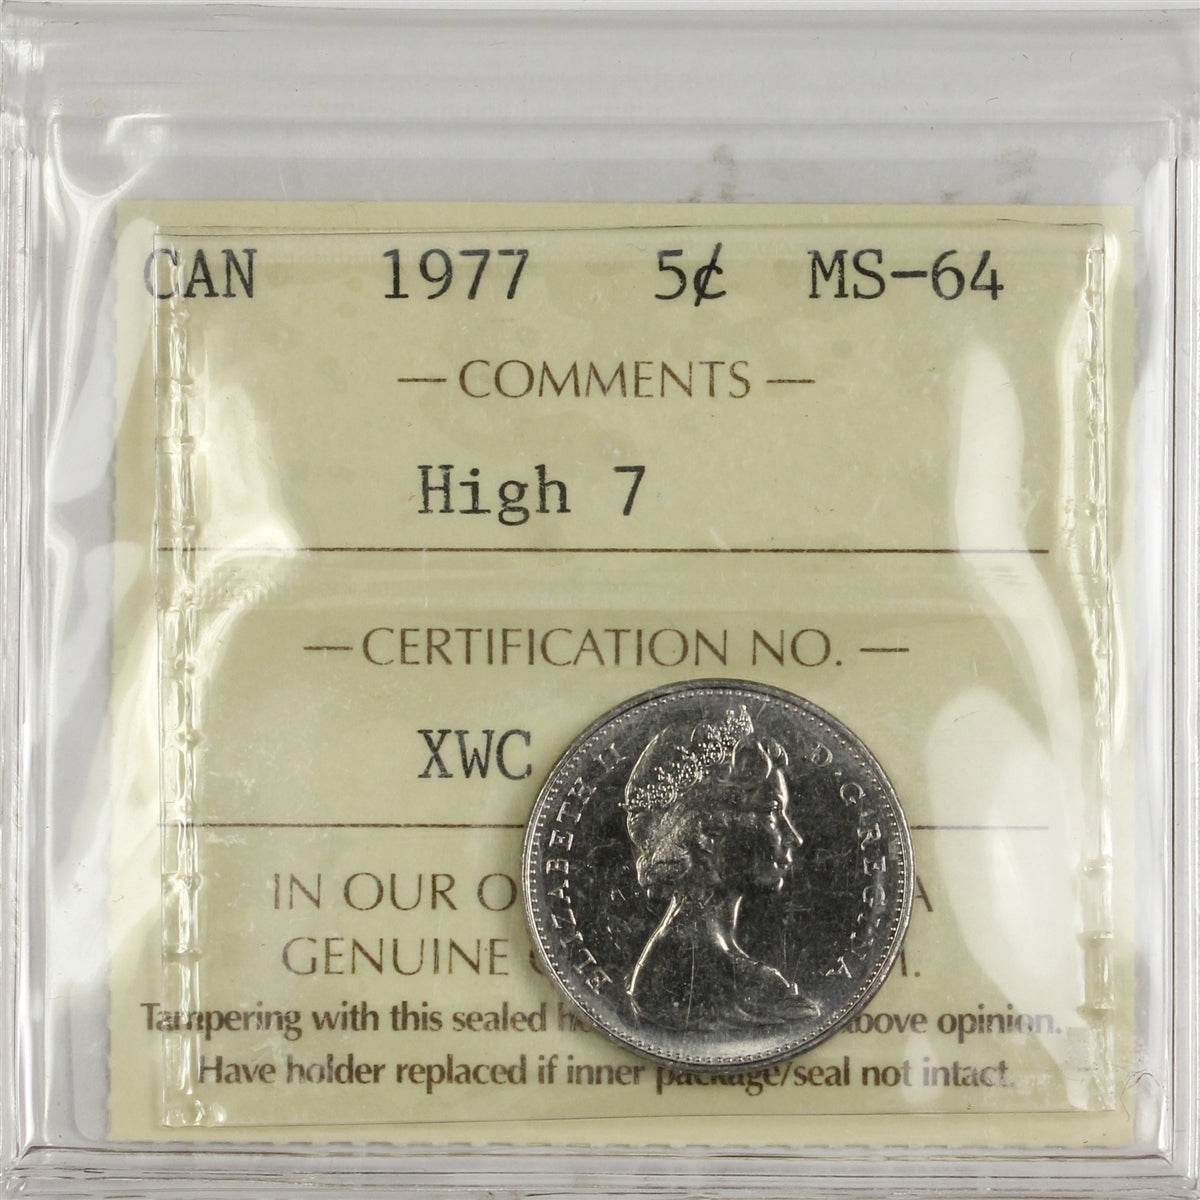 CAN 1977 5¢ MS-64
— COMMENTS —
High 7
— CERTIFICATION NO. —
XWC
IN OUR O A
GENUINE M.
Tampering with this sealed above opinion.
Have holder replaced if inner package/seal not intact.
ELIZABETH II D·G·REGINA